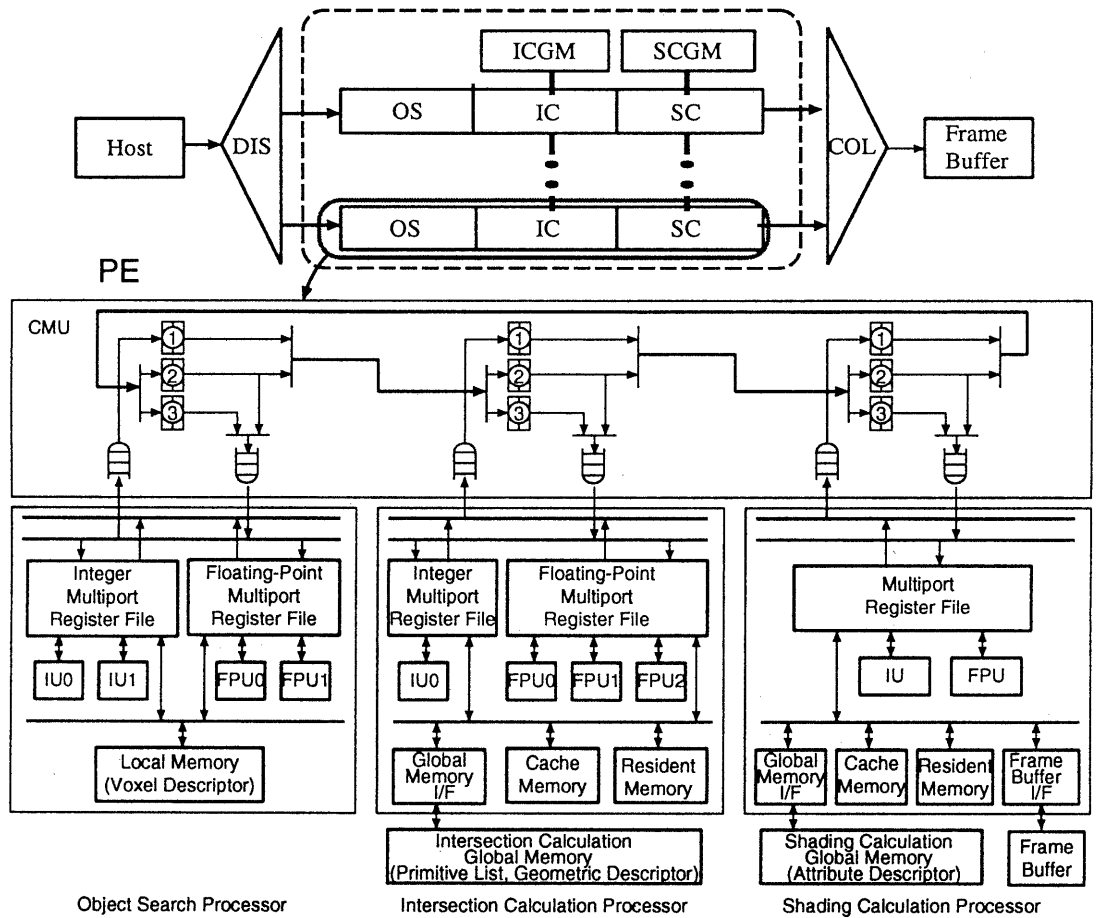 ICGM
SCGM
OS
IC
SC
Host
DIS
COL
Frame
Buffer
OS
IC
SC
PE
CMU
1
1
1
2
2
2
3
3
3
Integer
Multiport
Register File
Floating-Point
Multiport
Register File
Integer
Multiport
Register File
Floating-Point
Multiport
Register File
Multiport
Register File
IU0
IU1
FPU0
FPU1
IU0
FPU0
FPU1
FPU2
IU
FPU
Local Memory
(Voxel Descriptor)
Global
Memory
I/F
Cache
Memory
Resident
Memory
Global
Memory
I/F
Cache
Memory
Resident
Memory
Frame
Buffer
I/F
Intersection Calculation
Global Memory
(Primitive List, Geometric Descriptor)
Shading Calculation
Global Memory
(Attribute Descriptor)
Frame
Buffer
Object Search Processor
Intersection Calculation Processor
Shading Calculation Processor